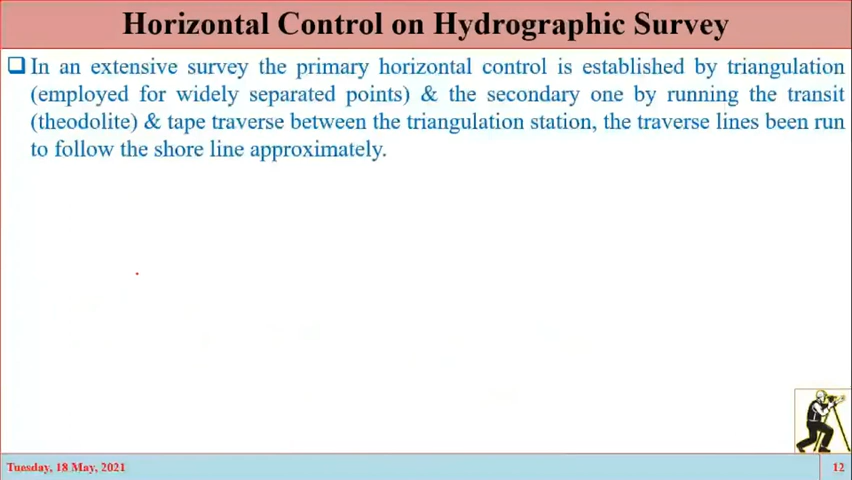 Horizontal Control on Hydrographic Survey
In an extensive survey the primary horizontal control is established by triangulation
(employed for widely separated points) & the secondary one by running the transit
(theodolite) & tape traverse between the triangulation station, the traverse lines been run
to follow the shore line approximately.
Tuesday, 18 May, 2021
12